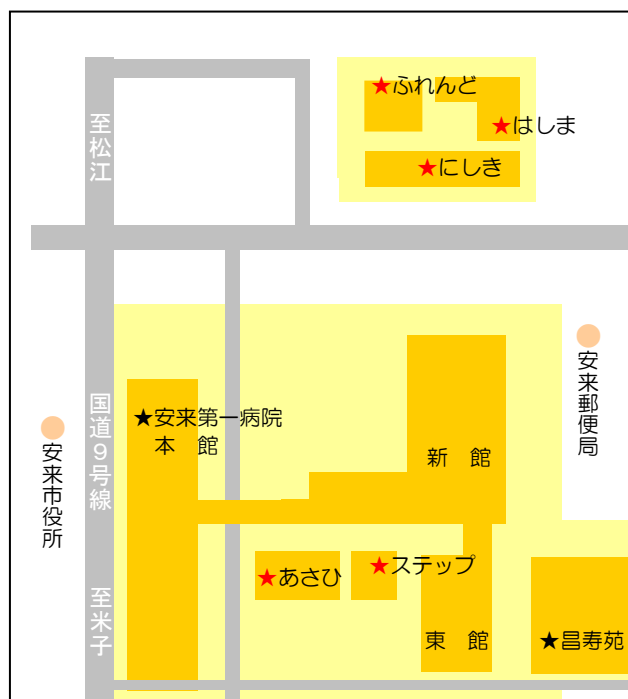 至松江
★ふれんど
★はしま
★にしき
国道9号線
★安来第一病院
本　館
新　館
安来郵便局
安来市役所
★あさひ
★ステップ
至米子
東　館
★昌寿苑